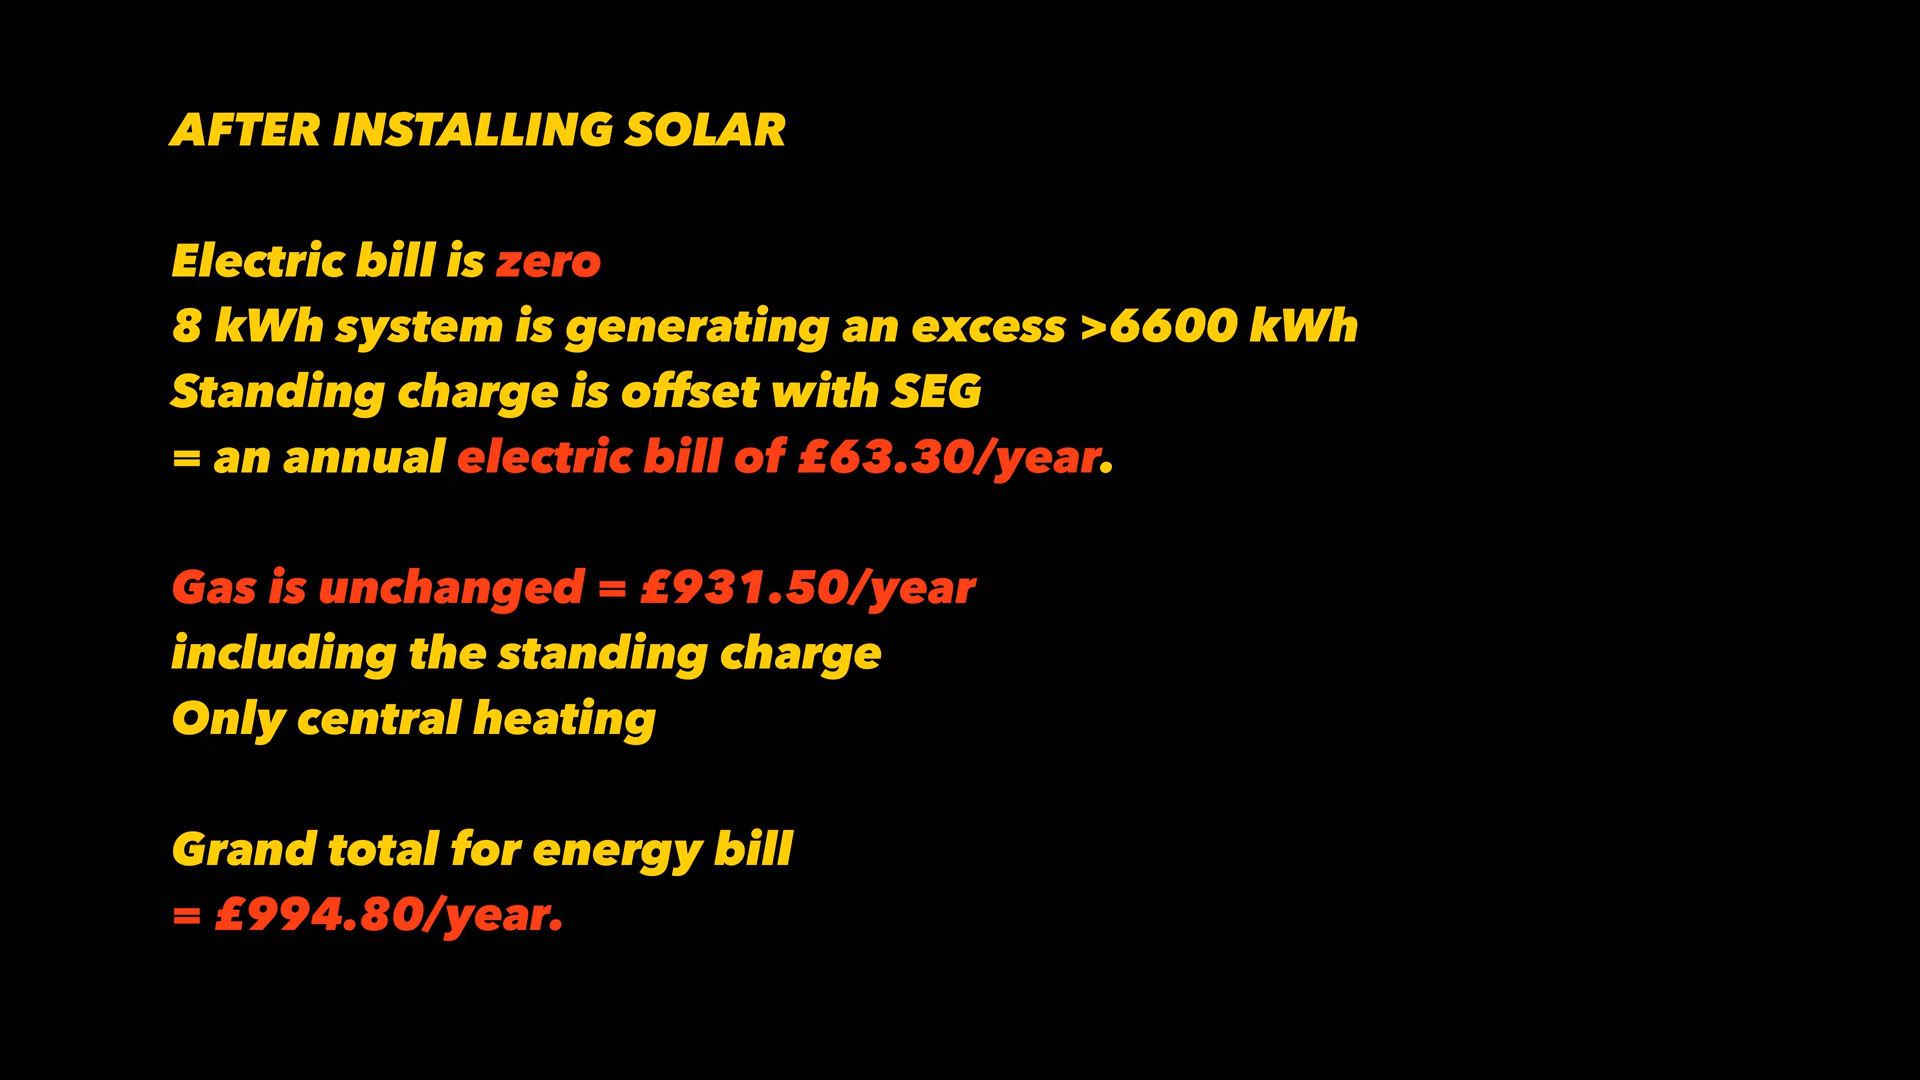 AFTER INSTALLING SOLAR
Electric bill is zero
8 kWh system is generating an excess >6600 kWh
Standing charge is offset with SEG
= an annual electric bill of £63.30/year.
Gas is unchanged = £931.50/year
including the standing charge
Only central heating
Grand total for energy bill
= £994.80/year.